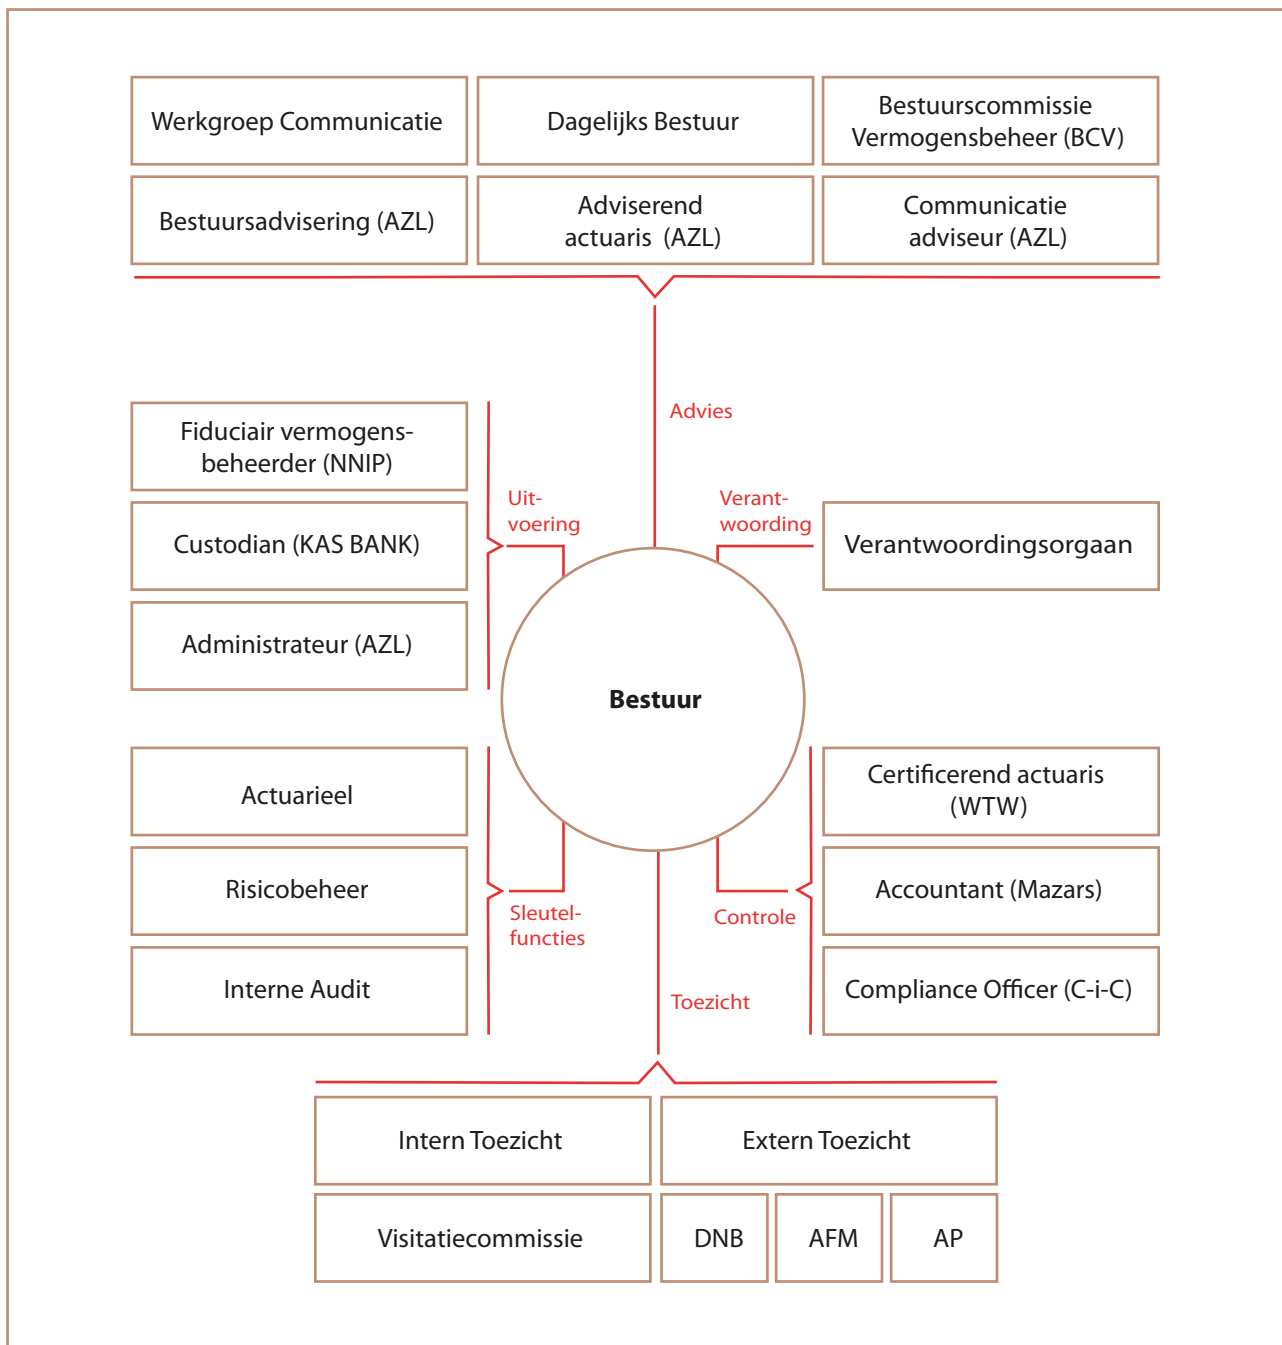 Werkgroep Communicatie
Dagelijks Bestuur
Bestuurscommissie
Vermogensbeheer (BCV)
Bestuursadvisering (AZL)
Adviserend
actuaris (AZL)
Communicatie
adviseur (AZL)
Advies
Fiduciair vermogens-
beheerder (NNIP)
Custodian (KAS BANK)
Administrateur (AZL)
Uit-
voering
Verant-
woording
Verantwoordingsorgaan
Bestuur
Actuarieel
Risicobeheer
Interne Audit
Sleutel-
functies
Controle
Certificerend actuaris
(WTW)
Accountant (Mazars)
Compliance Officer (C-i-C)
Toezicht
Intern Toezicht
Extern Toezicht
Visitatiecommissie
DNB
AFM
AP